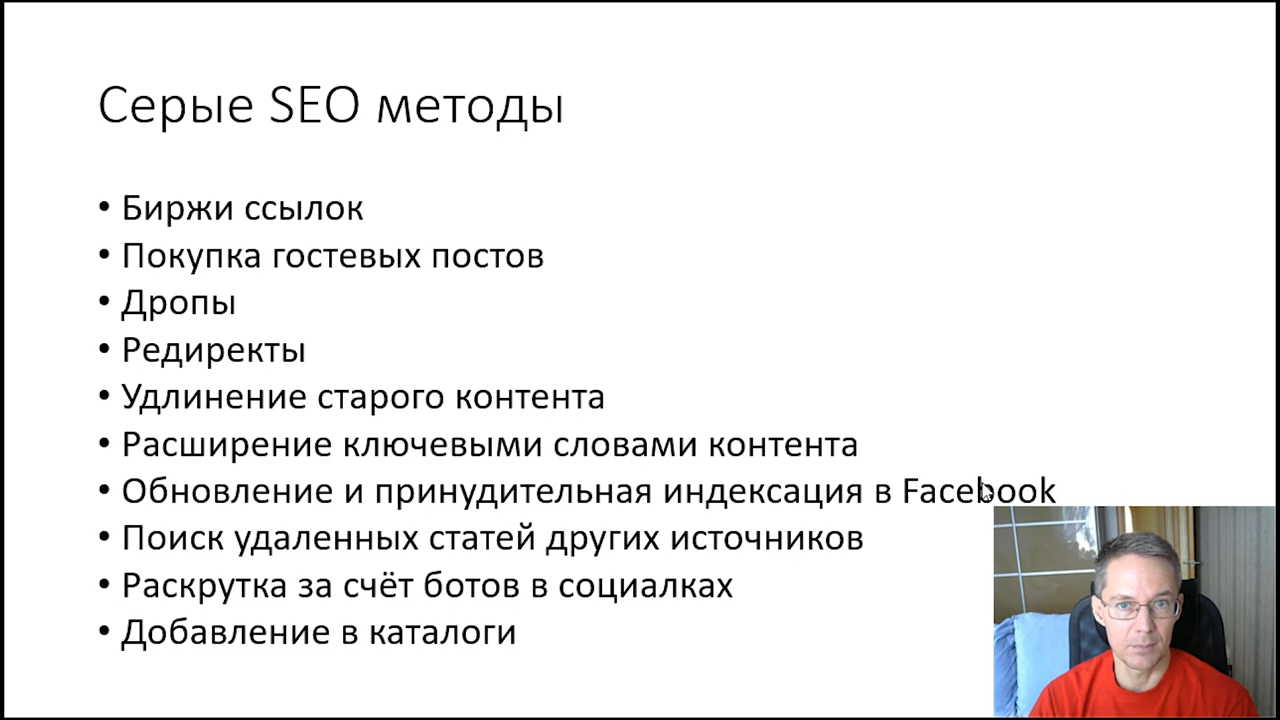 Серые SEO методы
• Биржи ссылок
• Покупка гостевых постов
• Дропы
• Редиректы
• Удлинение старого контента
• Расширение ключевыми словами контента
• Обновление и принудительная индексация в Facebook
• Поиск удаленных статей других источников
• Раскрутка за счёт ботов в социалках
• Добавление в каталоги